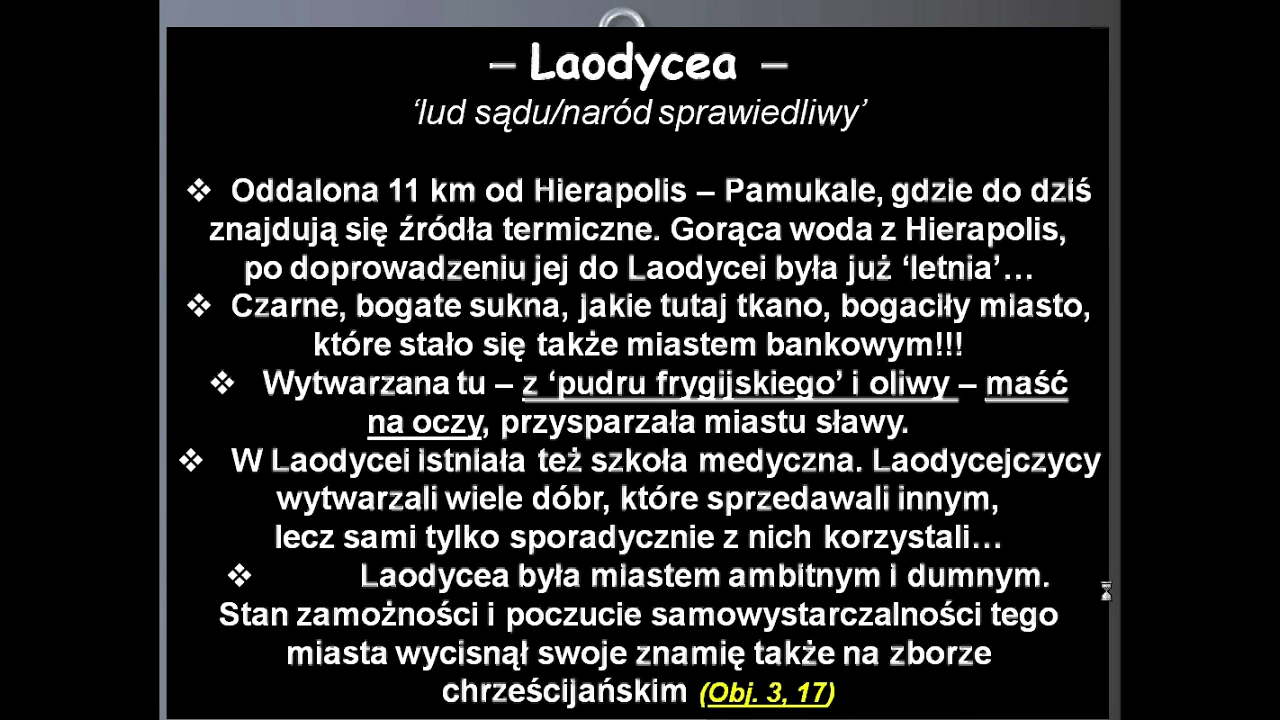 – Laodycea –
‘lud sądu/naród sprawiedliwy’
❖ Oddalona 11 km od Hierapolis – Pamukale, gdzie do dziś
znajdują się źródła termiczne. Gorąca woda z Hierapolis,
po doprowadzeniu jej do Laodycei była już ‘letnia’…
❖ Czarne, bogate sukna, jakie tutaj tkano, bogaciły miasto,
które stało się także miastem bankowym!!!
❖ Wytwarzana tu – z ‘pudru frygijskiego’ i oliwy – maść
na oczy, przysparzała miastu sławy.
❖ W Laodycei istniała też szkoła medyczna. Laodycejczycy
wytwarzali wiele dóbr, które sprzedawali innym,
lecz sami tylko sporadycznie z nich korzystali…
❖ Laodycea była miastem ambitnym i dumnym.
Stan zamożności i poczucie samowystarczalności tego
miasta wycisnął swoje znamię także na zborze
chrześcijańskim (Obj. 3, 17)